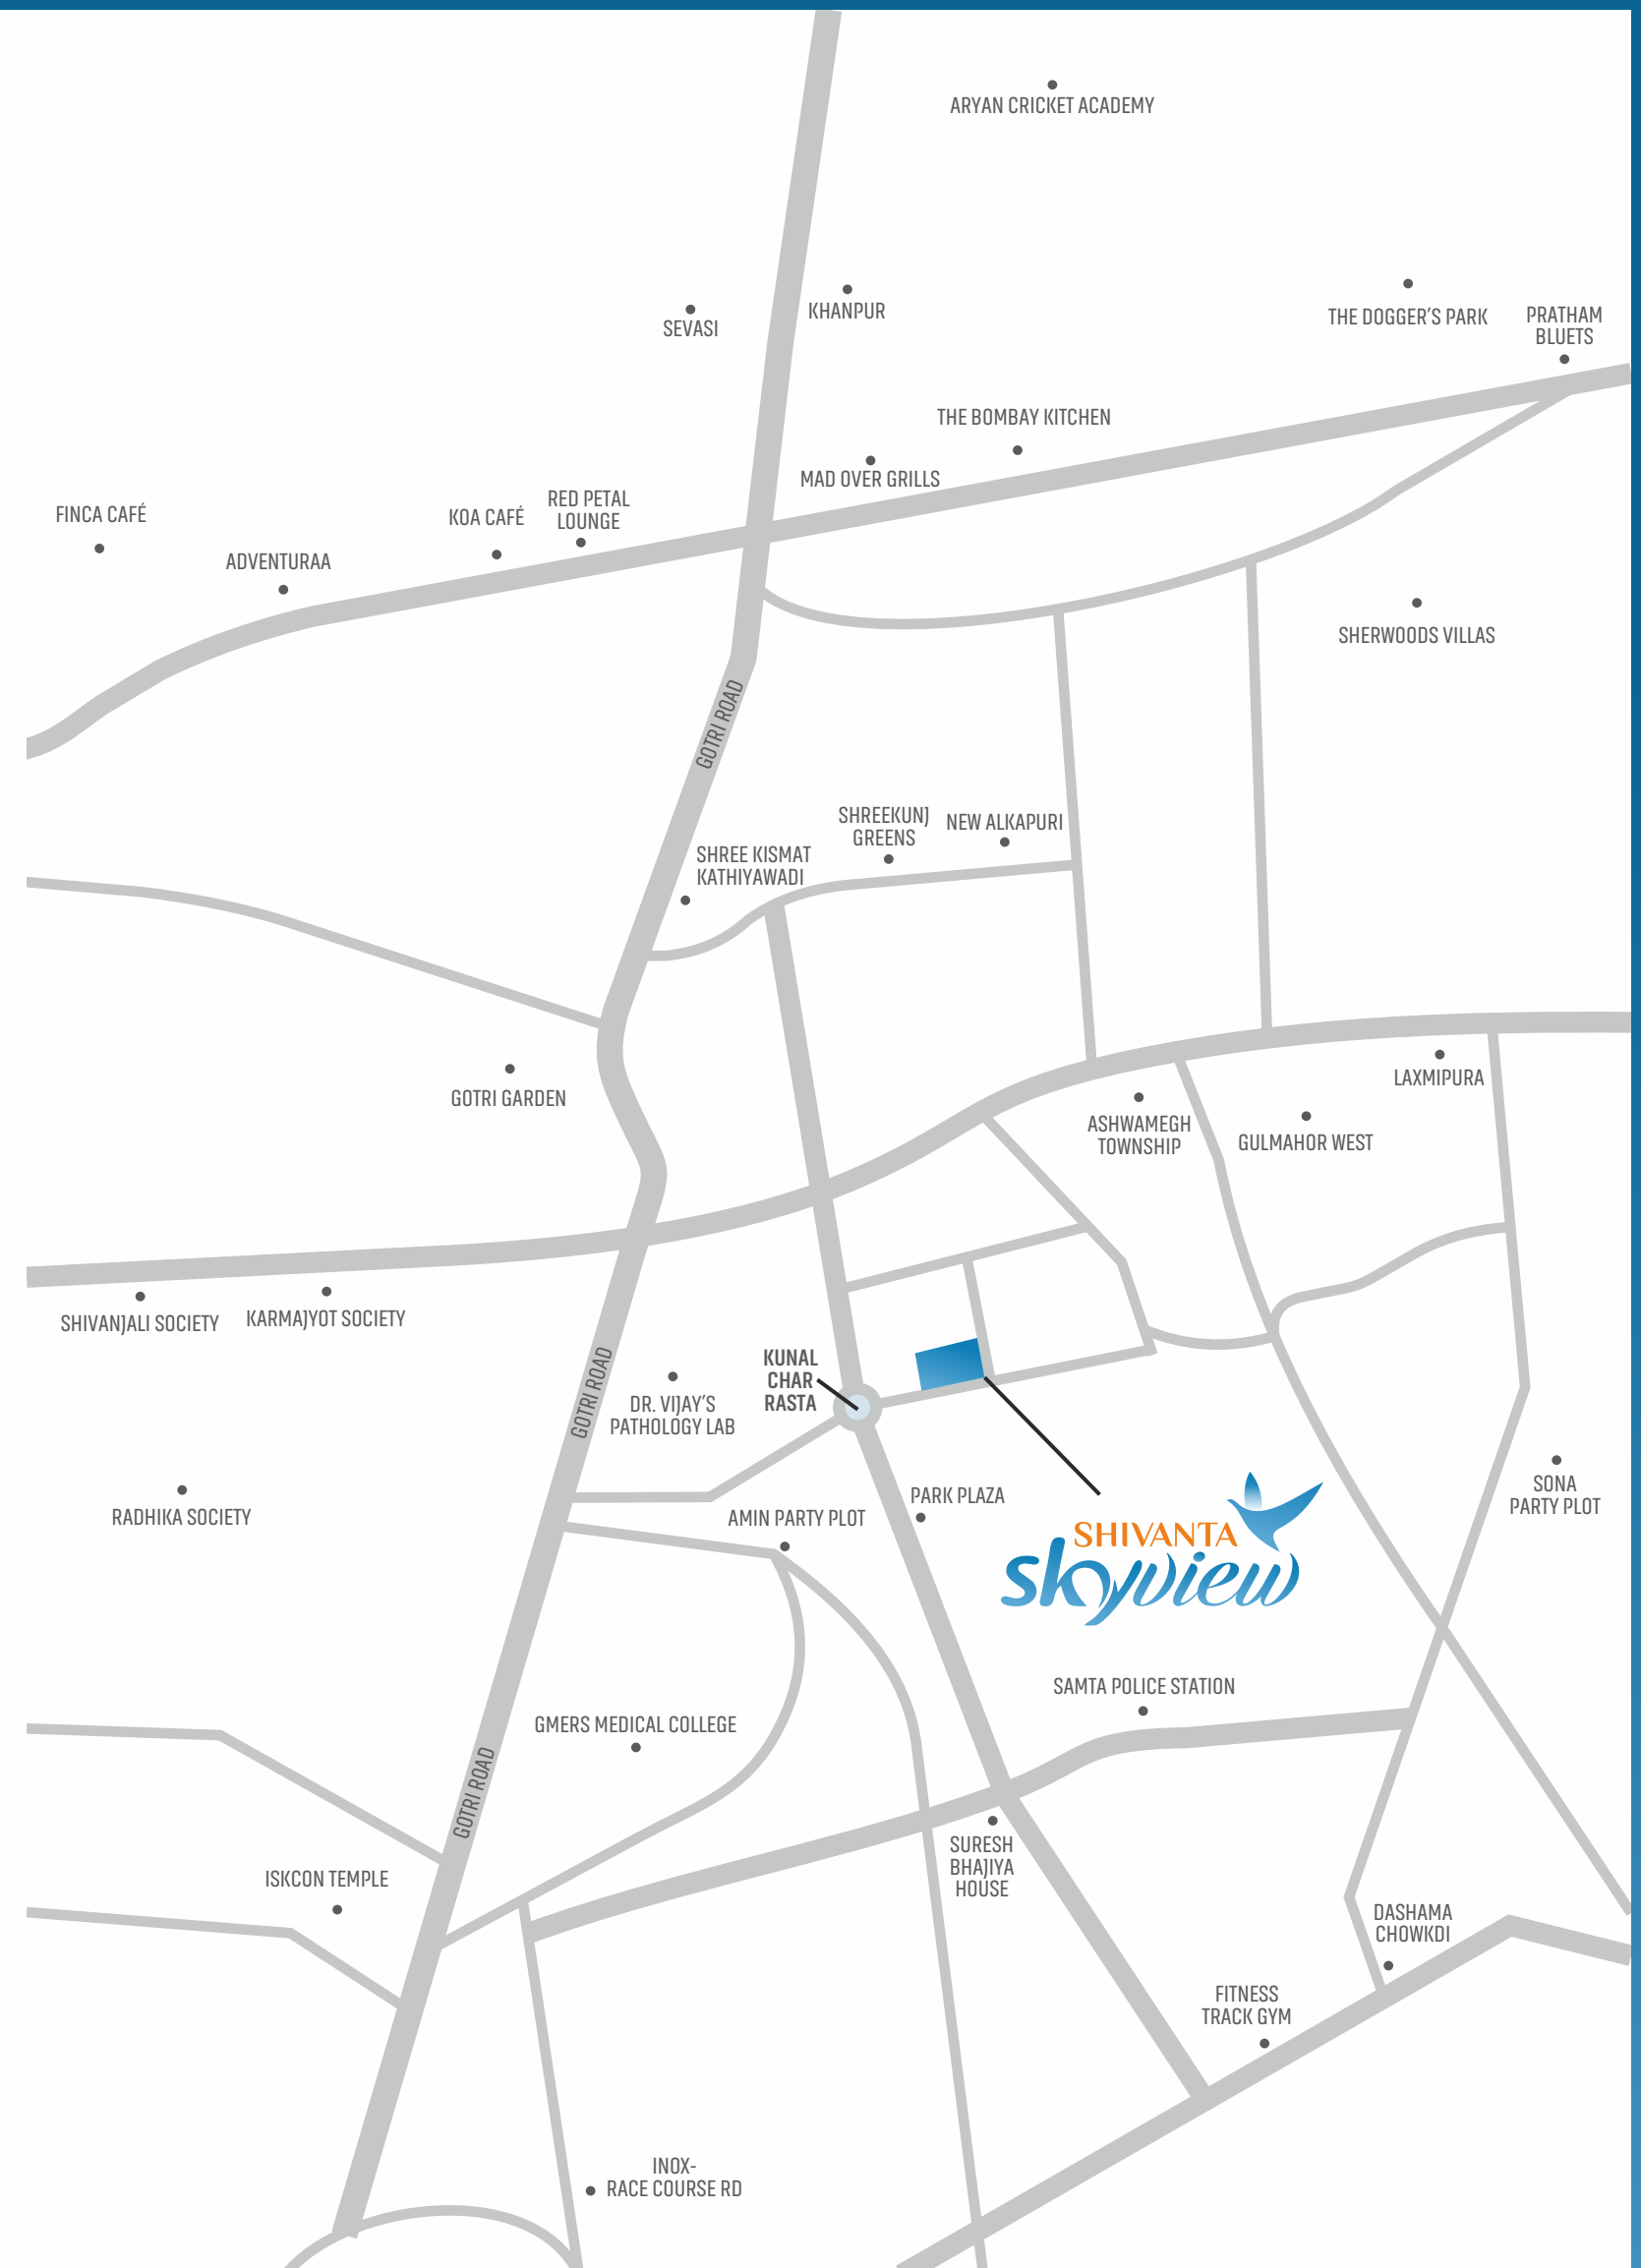 ARYAN CRICKET ACADEMY
KHANPUR
SEVASI
THE DOGGER'S PARK
PRATHAM
BLUETS
THE BOMBAY KITCHEN
MAD OVER GRILLS
FINCA CAFÉ
KOA CAFÉ
RED PETAL
LOUNGE
ADVENTURAA
SHERWOODS VILLAS
GOTRI ROAD
SHREEKUNJ
GREENS
NEW ALKAPURI
SHREE KISMAT
KATHIYAWADI
GOTRI GARDEN
LAXMIPURA
ASHWAMEGH
TOWNSHIP
GULMAHOR WEST
SHIVANJALI SOCIETY
KARMAJYOT SOCIETY
GOTRI ROAD
KUNAL
CHAR
RASTA
DR. VIJAY'S
PATHOLOGY LAB
RADHIKA SOCIETY
PARK PLAZA
AMIN PARTY PLOT
SONA
PARTY PLOT
SHIVANTA
skyview
SAMTA POLICE STATION
GMERS MEDICAL COLLEGE
GOTRI ROAD
SURESH
BHAJIYA
HOUSE
ISKCON TEMPLE
DASHAMA
CHOWKDI
FITNESS
TRACK GYM
INOX-
RACE COURSE RD